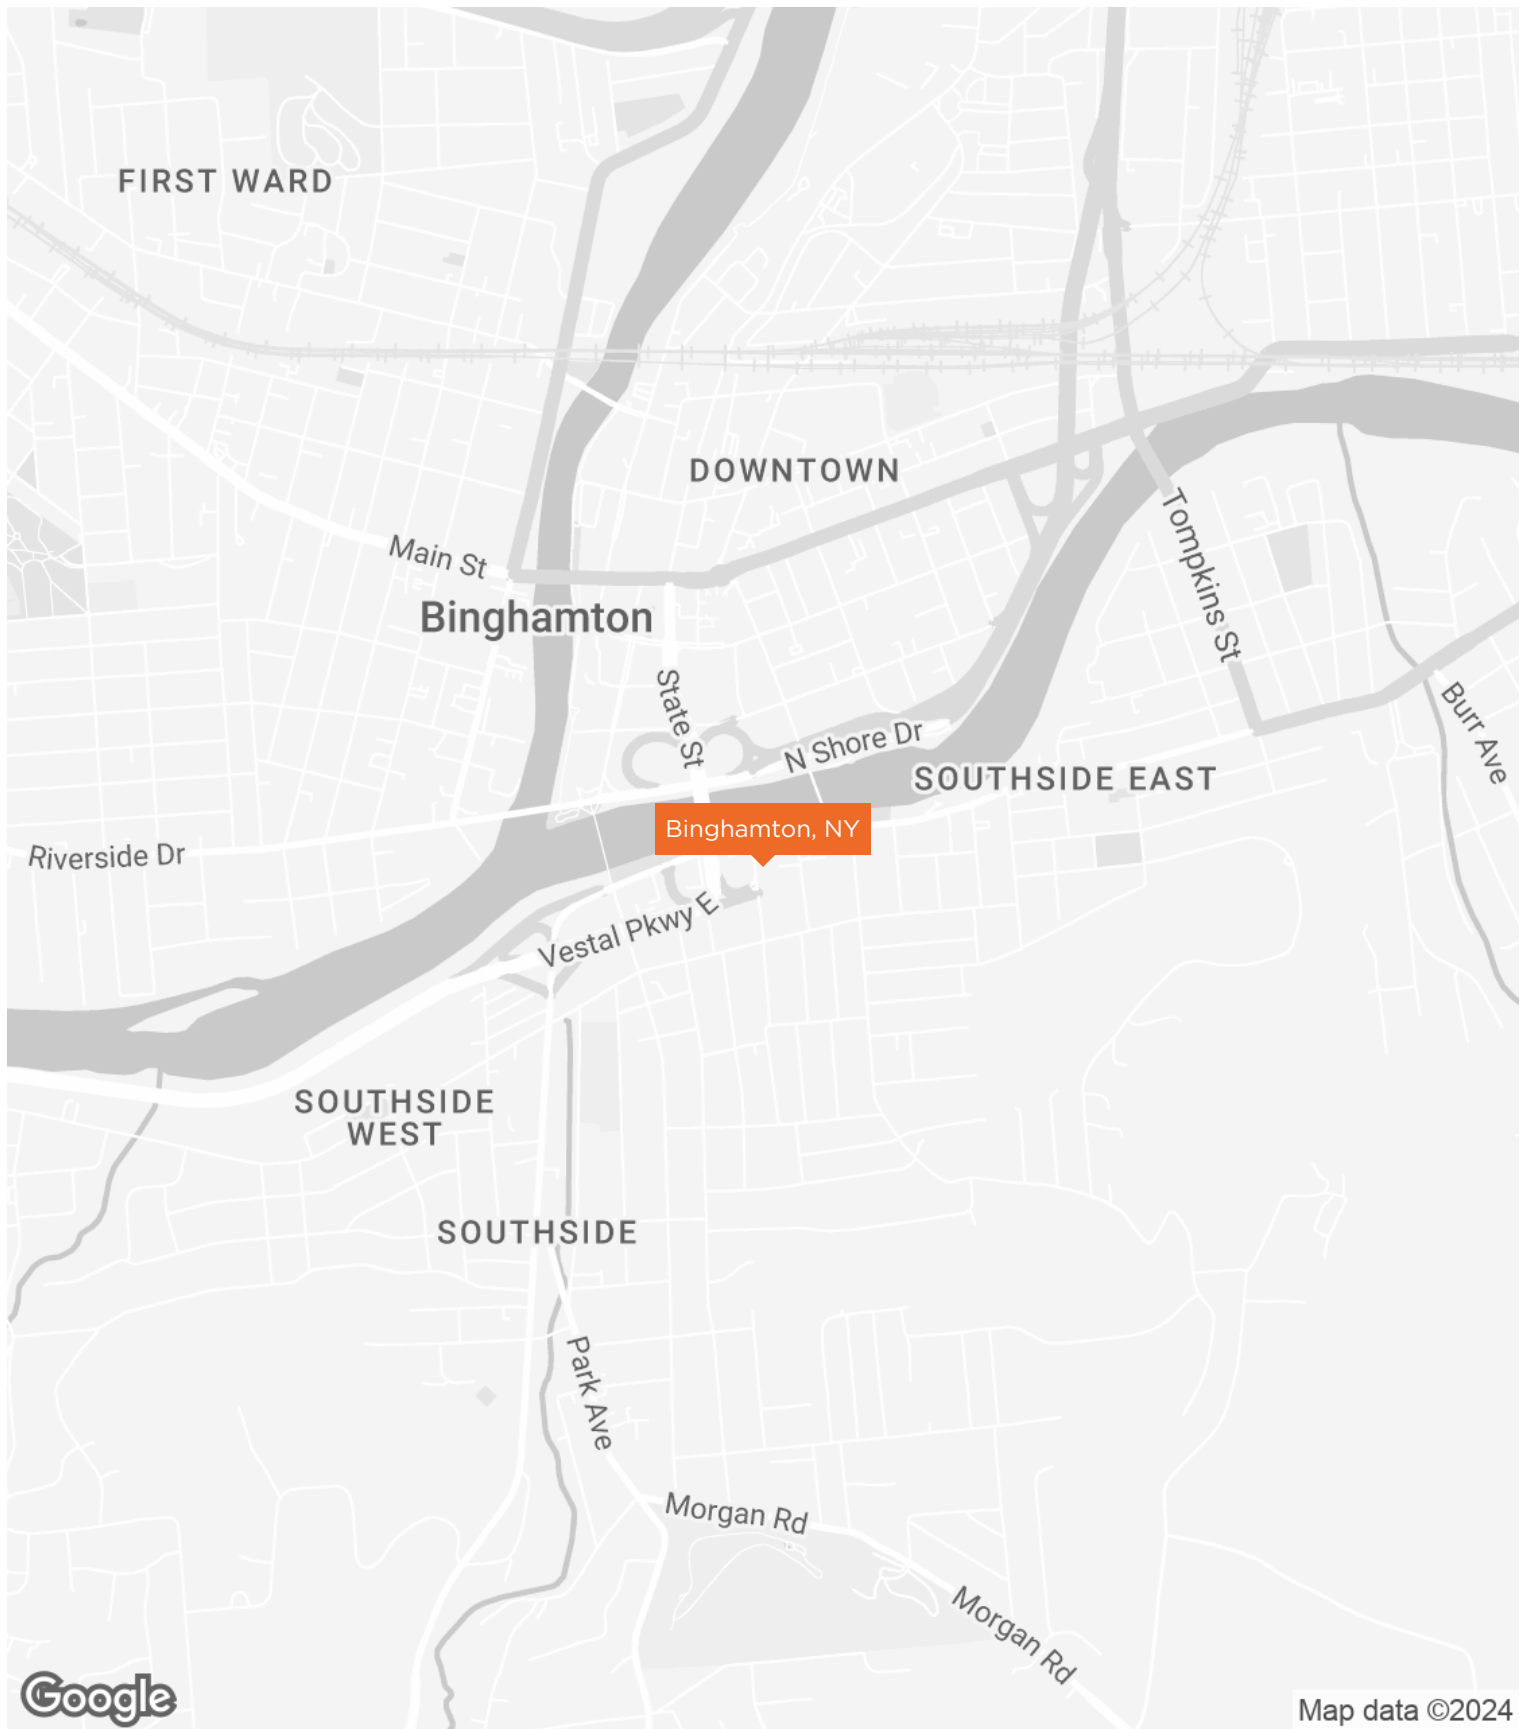 FIRST WARD
DOWNTOWN
Main St
Tompkins St
Binghamton
State St
Burr Ave
N Shore Dr
SOUTHSIDE EAST
Binghamton, NY
Riverside Dr
Vestal Pkwy E
SOUTHSIDE
WEST
SOUTHSIDE
Park Ave
Morgan Rd
Morgan Rd
Google
Map data ©2024